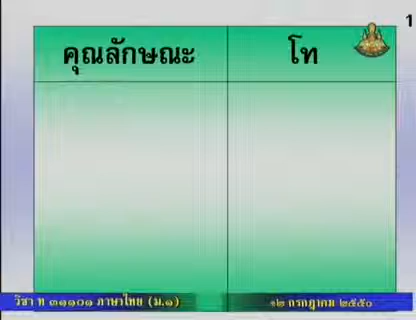 1
คุณลักษณะ โท
วิชา ท ๓๑๑๐๑ ภาษาไทย (ม.๑) ๑๒ กรกฎาคม ๒๕๕๐